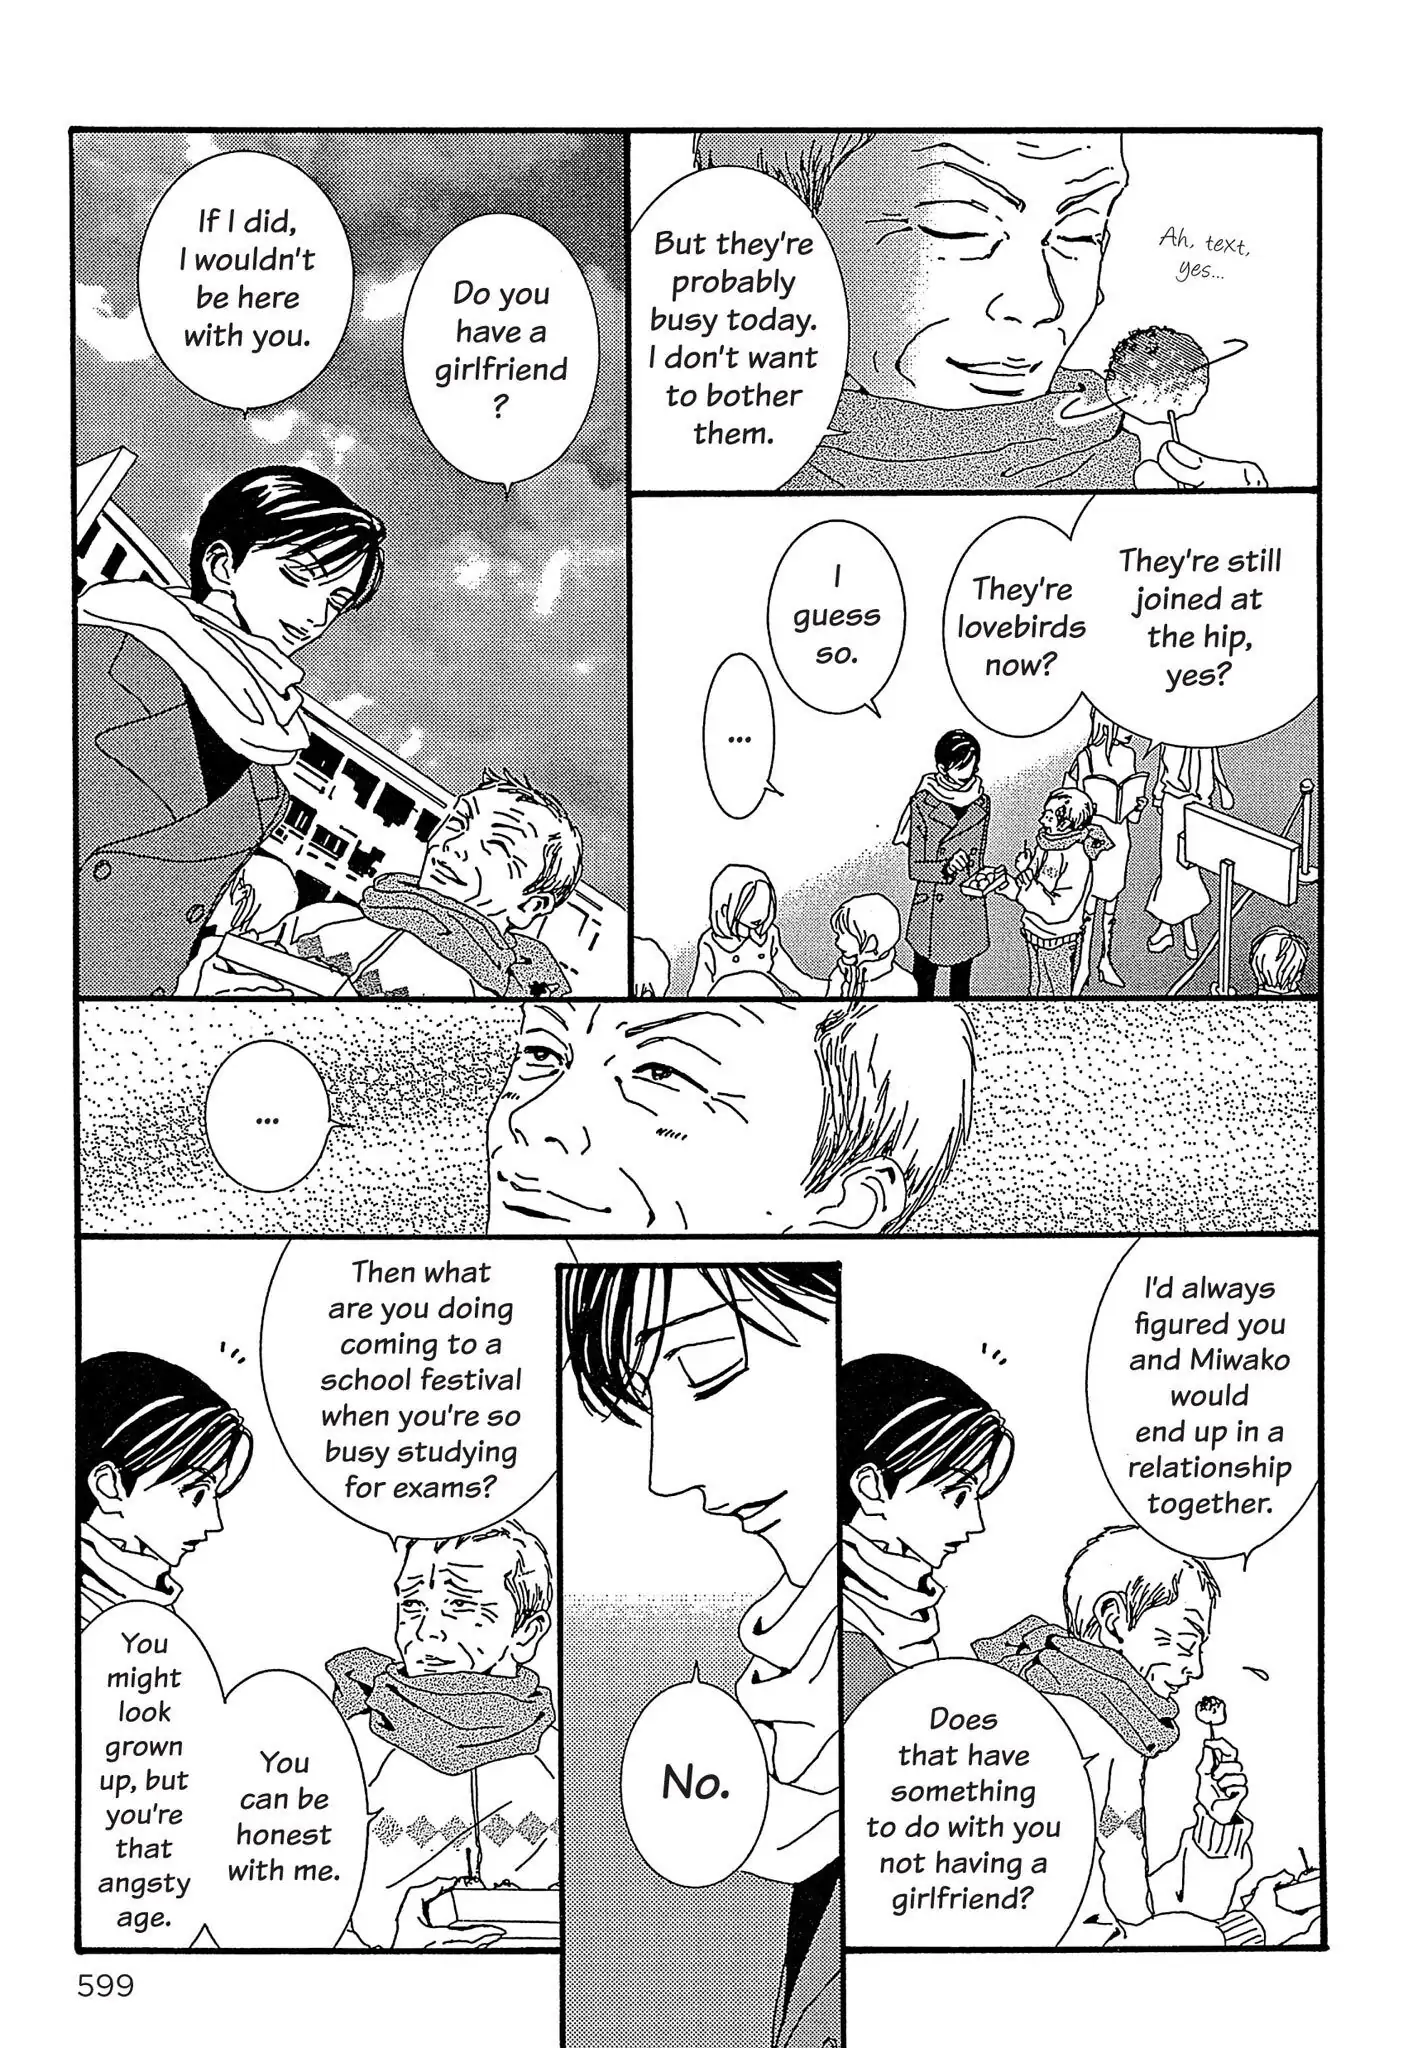 But they're
probably
busy today.
I don't want
to bother
them.
Ah, text,
yes...
They're still
joined at
the hip,
yes?
They're
lovebirds
now?
I
guess
so.
...
Do you
have a
girlfriend
?
If I did,
I wouldn't
be here
with you.
...
I'd always
figured you
and Miwako
would
end up in a
relationship
together.
Does
that have
something
to do with you
not having a
girlfriend?
No.
Then what
are you doing
coming to a
school festival
when you're so
busy studying
for exams?
You
can be
honest
with me.
You
might
look
grown
up, but
you're
that
angsty
age.
599